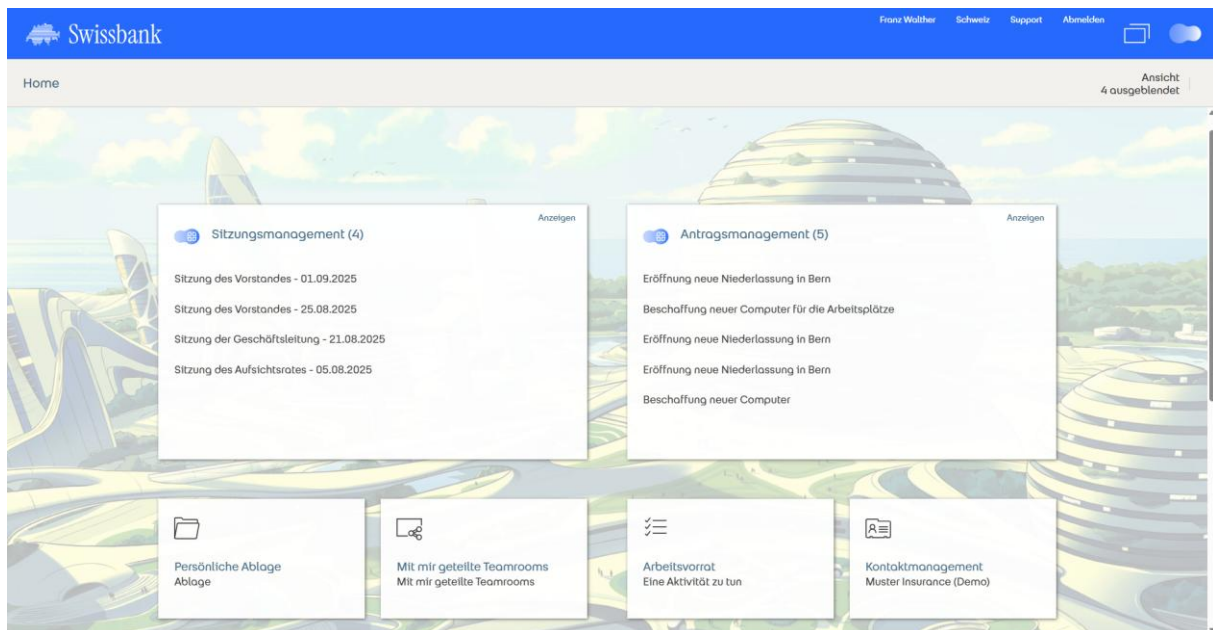 Swissbank
Franz Walther Schweiz Support Abmelden
Home
Ansicht
4 ausgeblendet
Anzeigen
Sitzungsmanagement (4)
Sitzung des Vorstandes - 01.09.2025
Sitzung des Vorstandes - 25.08.2025
Sitzung der Geschäftsleitung - 21.08.2025
Sitzung des Aufsichtsrates - 05.08.2025
Anzeigen
Antragsmanagement (5)
Eröffnung neue Niederlassung in Bern
Beschaffung neuer Computer für die Arbeitsplätze
Eröffnung neue Niederlassung in Bern
Eröffnung neue Niederlassung in Bern
Beschaffung neuer Computer
Persönliche Ablage
Ablage
Mit mir geteilte Teamrooms
Mit mir geteilte Teamrooms
Arbeitsvorrat
Eine Aktivität zu tun
Kontaktmanagement
Muster Insurance (Demo)